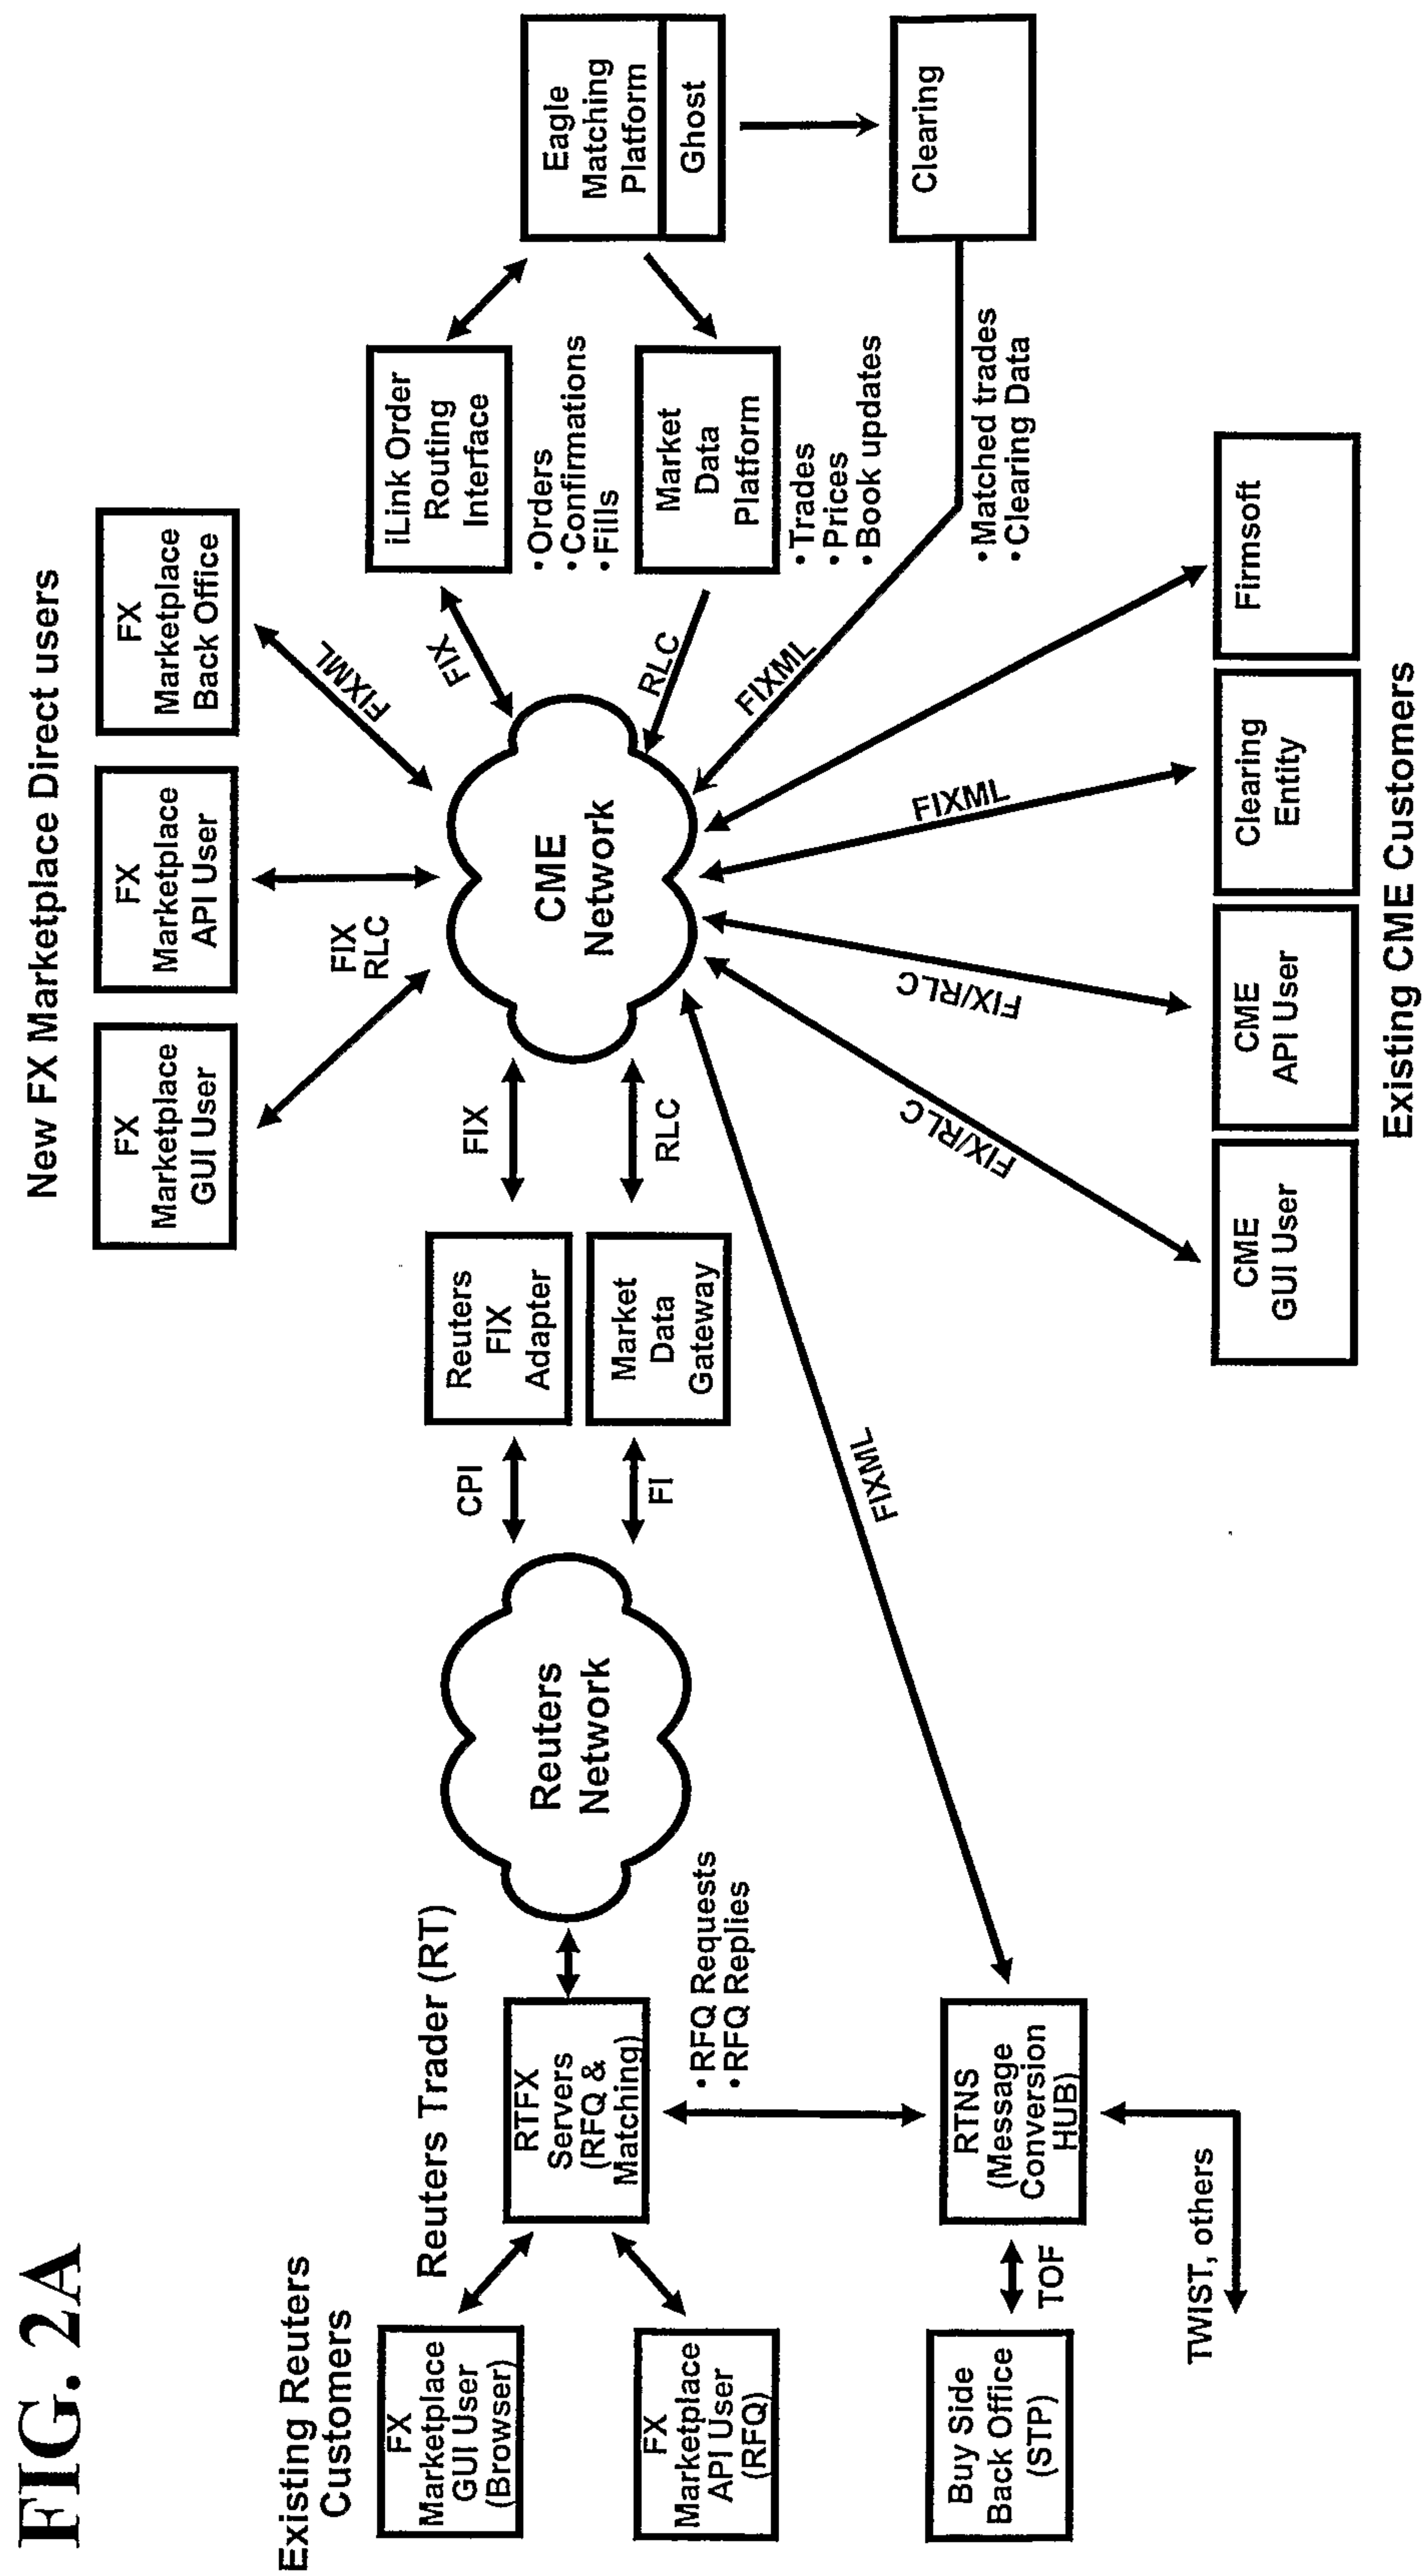 FIG. 2A
Existing Reuters
Customers
FX
Marketplace
GUI User
(Browser)
FX
Marketplace
API User
(RFQ)
Buy Side
Back Office
(STP)
TOF
TWIST, others
Reuters Trader (RT)
RTFX
Servers
(RFQ &
Matching)
•RFQ Requests
•RFQ Replies
RTNS
(Message
Conversion
HUB)
Reuters
Network
CPI
FI
Reuters
FIX
Adapter
Market
Data
Gateway
FIX
RLC
FIXML
New FX Marketplace Direct users
FX
Marketplace
GUI User
FX
Marketplace
API User
FX
Marketplace
Back Office
FIX
RLC
FIXML
CME
Network
FIX
RLC
FIXML
iLink Order
Routing
Interface
•Orders
•Confirmations
•Fills
Market
Data
Platform
•Trades
•Prices
•Book updates
•Matched trades
•Clearing Data
Eagle
Matching
Platform
Ghost
Clearing
FIX/RLC
FIX/RLC
FIXML
CME
GUI User
CME
API User
Clearing
Entity
Firmsoft
Existing CME Customers